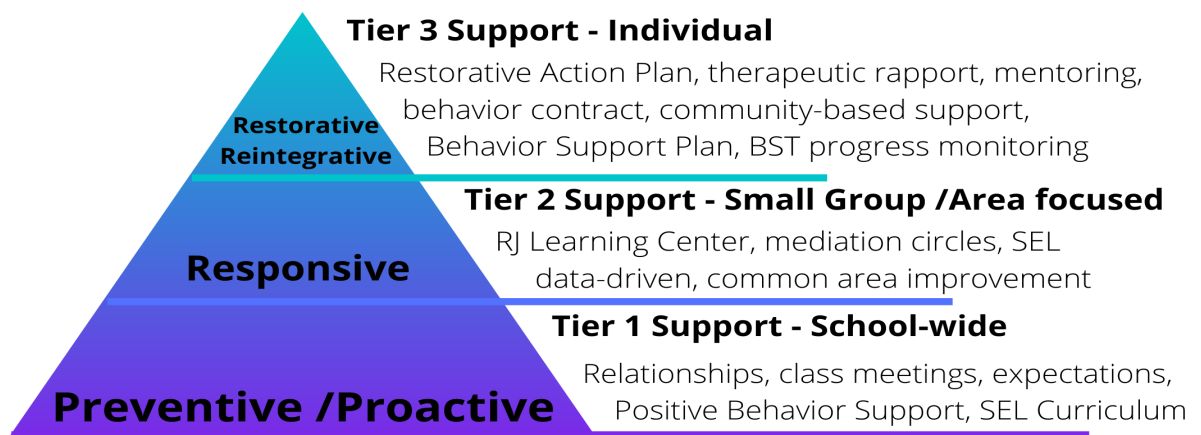 Tier 3 Support - Individual
Restorative Action Plan, therapeutic rapport, mentoring,
behavior contract, community-based support,
Behavior Support Plan, BST progress monitoring
Restorative
Reintegrative
Tier 2 Support - Small Group /Area focused
RJ Learning Center, mediation circles, SEL
data-driven, common area improvement
Responsive
Tier 1 Support - School-wide
Relationships, class meetings, expectations,
Positive Behavior Support, SEL Curriculum
Preventive /Proactive